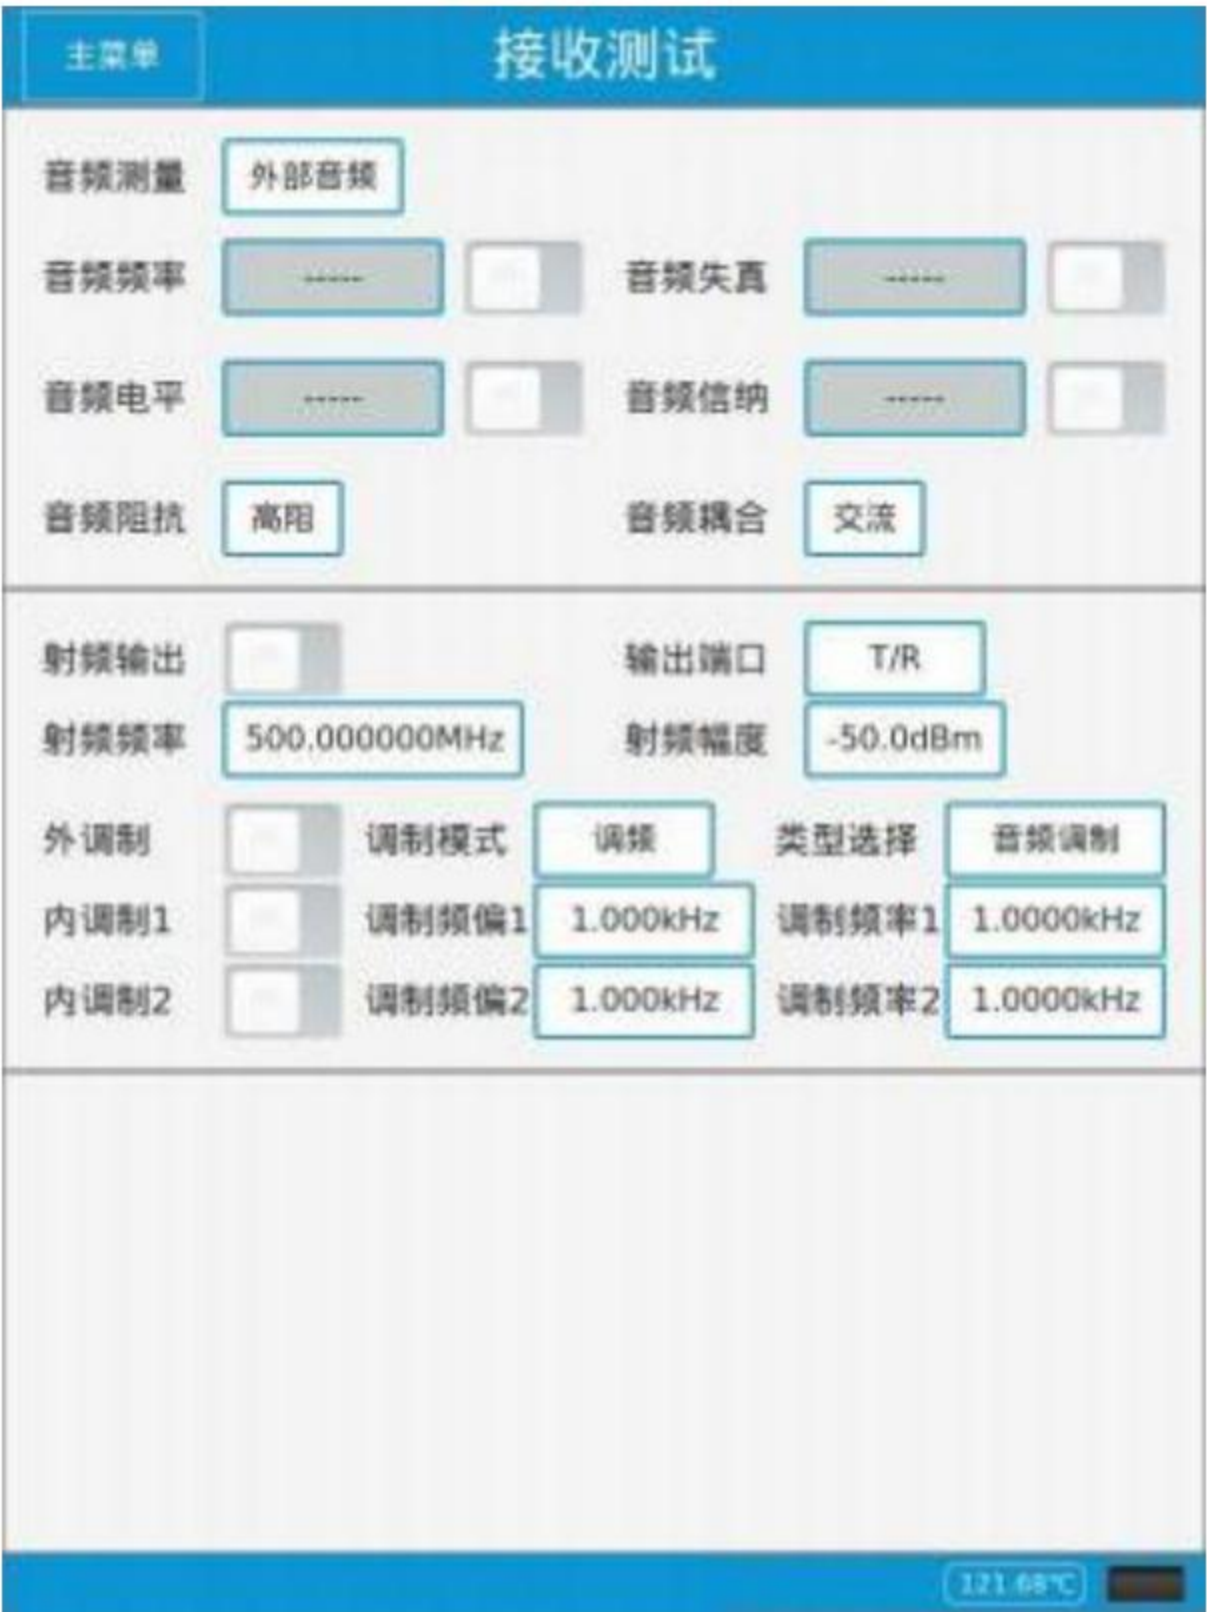 主菜单 接收测试
音频测量 外部音频
音频频率 ----- 音频失真 -----
音频电平 ----- 音频信纳 -----
音频阻抗 高阻 音频耦合 交流
射频输出 输出端口 T/R
射频频率 500.000000MHz 射频幅度 -50.0dBm
外调制 调制模式 调频 类型选择 音频调制
内调制1 调制频偏1 1.000kHz 调制频率1 1.0000kHz
内调制2 调制频偏2 1.000kHz 调制频率2 1.0000kHz
121.68℃